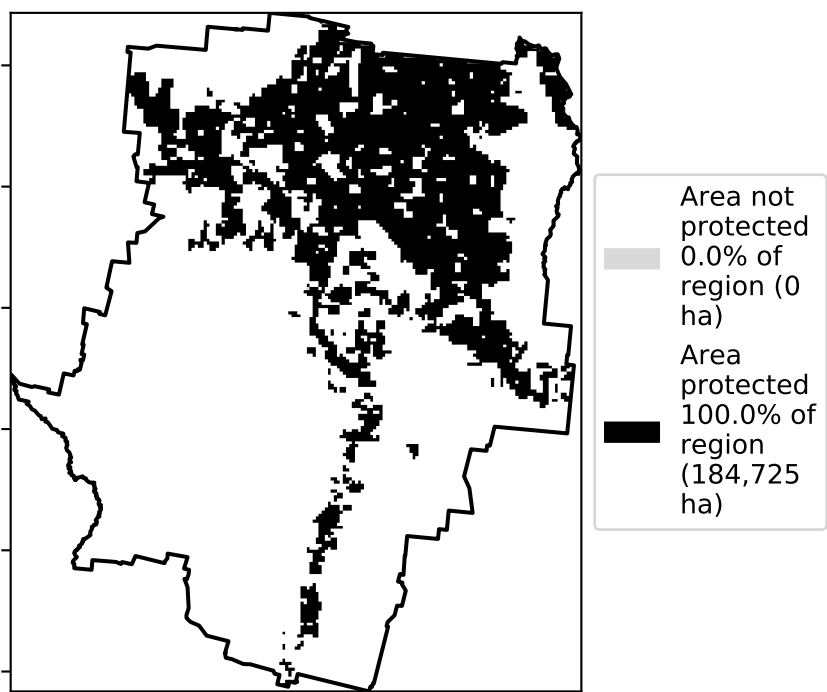 Area not
protected
0.0% of
region (0
ha)
Area
protected
100.0% of
region
(184,725
ha)